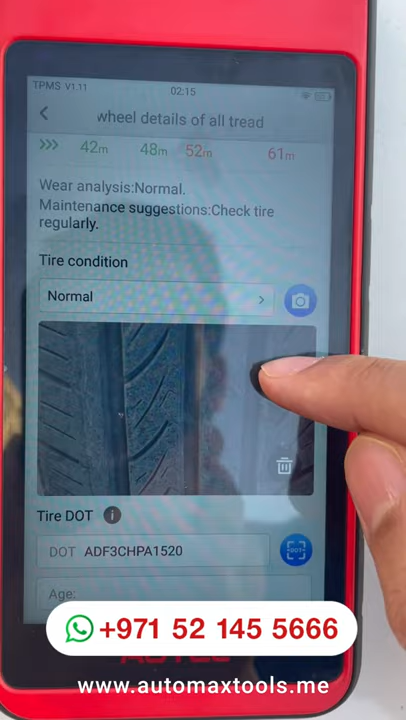 TPMS V1.11
02:15
wheel details of all tread
>>> 42m 48m 52m 61m
Wear analysis:Normal.
Maintenance suggestions:Check tire
regularly.
Tire condition
Normal
Tire DOT i
DOT ADF3CHPA1520
DOT
Age:
+971 52 145 5666
AUTEL
www.automaxtools.me